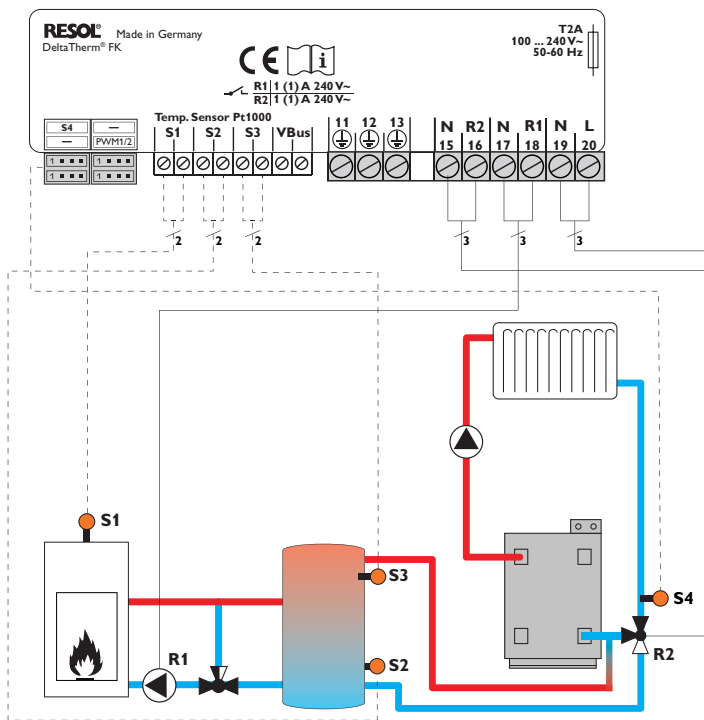 RESOL® Made in Germany
DeltaTherm® FK
T2A
100 ... 240 V~
50-60 Hz
CE i
R1 1 (1) A 240 V~
R2 1 (1) A 240 V~
Temp. Sensor Pt1000
S4 —
— PWM1/2
S1 S2 S3 VBus
11 12 13
N R2 N R1 N L
15 16 17 18 19 20
1 1
1 1
2 2 2 3 3 3
S1
S3
S4
S2
R1
R2